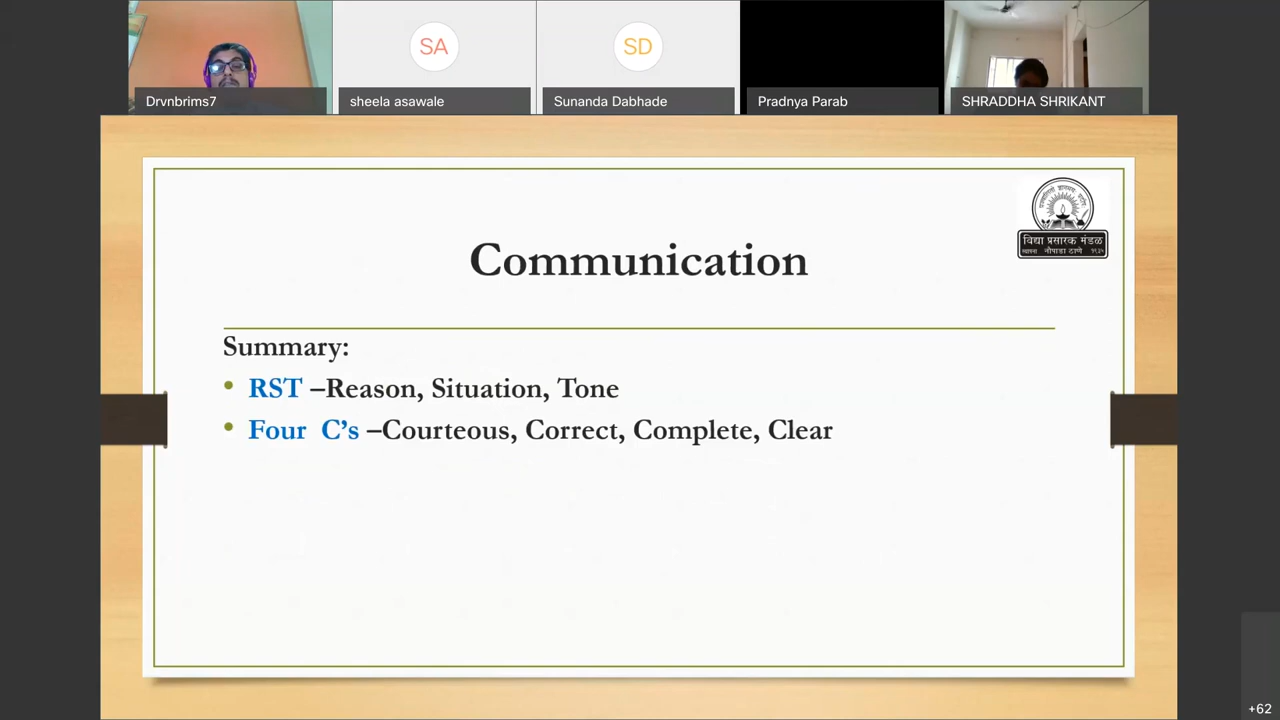 SA
SD
Drvnbrims7
sheela asawale
Sunanda Dabhade
Pradnya Parab
SHRADDHA SHRIKANT
विद्या प्रसारक मंडळ
नौपाडा ठाणे
Communication
Summary:
• RST –Reason, Situation, Tone
• Four C’s –Courteous, Correct, Complete, Clear
+62